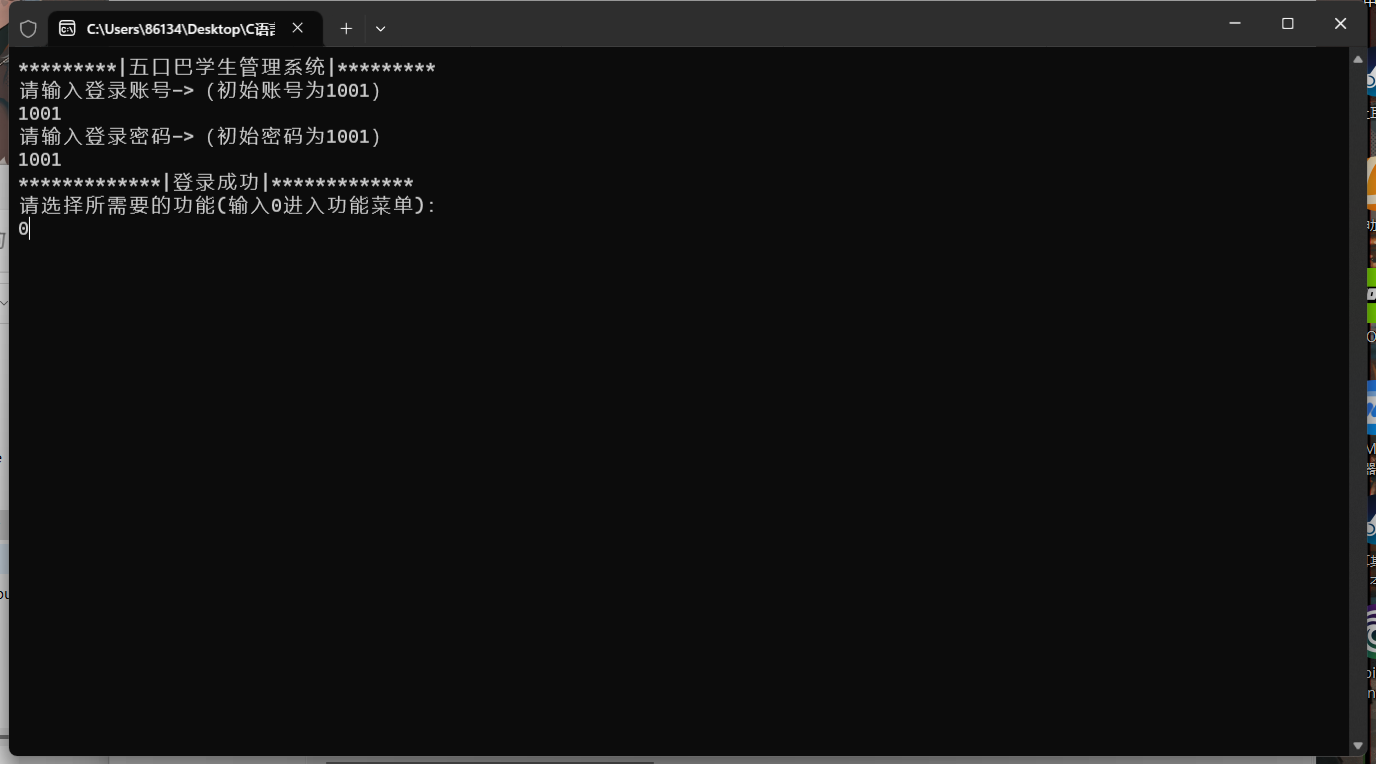 C:\Users\86134\Desktop\C语言
*********|五口巴学生管理系统|*********
请输入登录账号->（初始账号为1001）
1001
请输入登录密码->（初始密码为1001）
1001
*************|登录成功|*************
请选择所需要的功能(输入0进入功能菜单)：
0